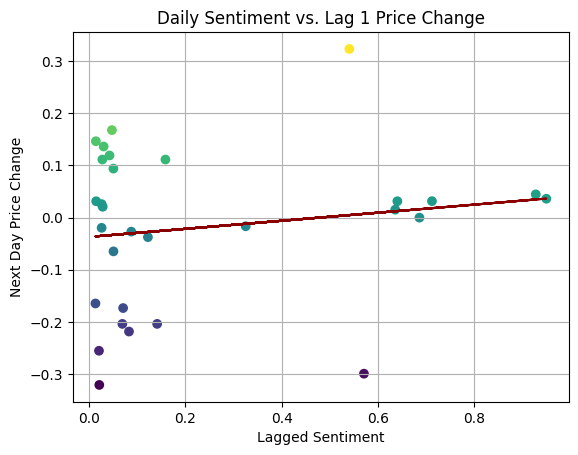 Daily Sentiment vs. Lag 1 Price Change
Next Day Price Change
0.3
0.2
0.1
0.0
−0.1
−0.2
−0.3
0.0 0.2 0.4 0.6 0.8
Lagged Sentiment